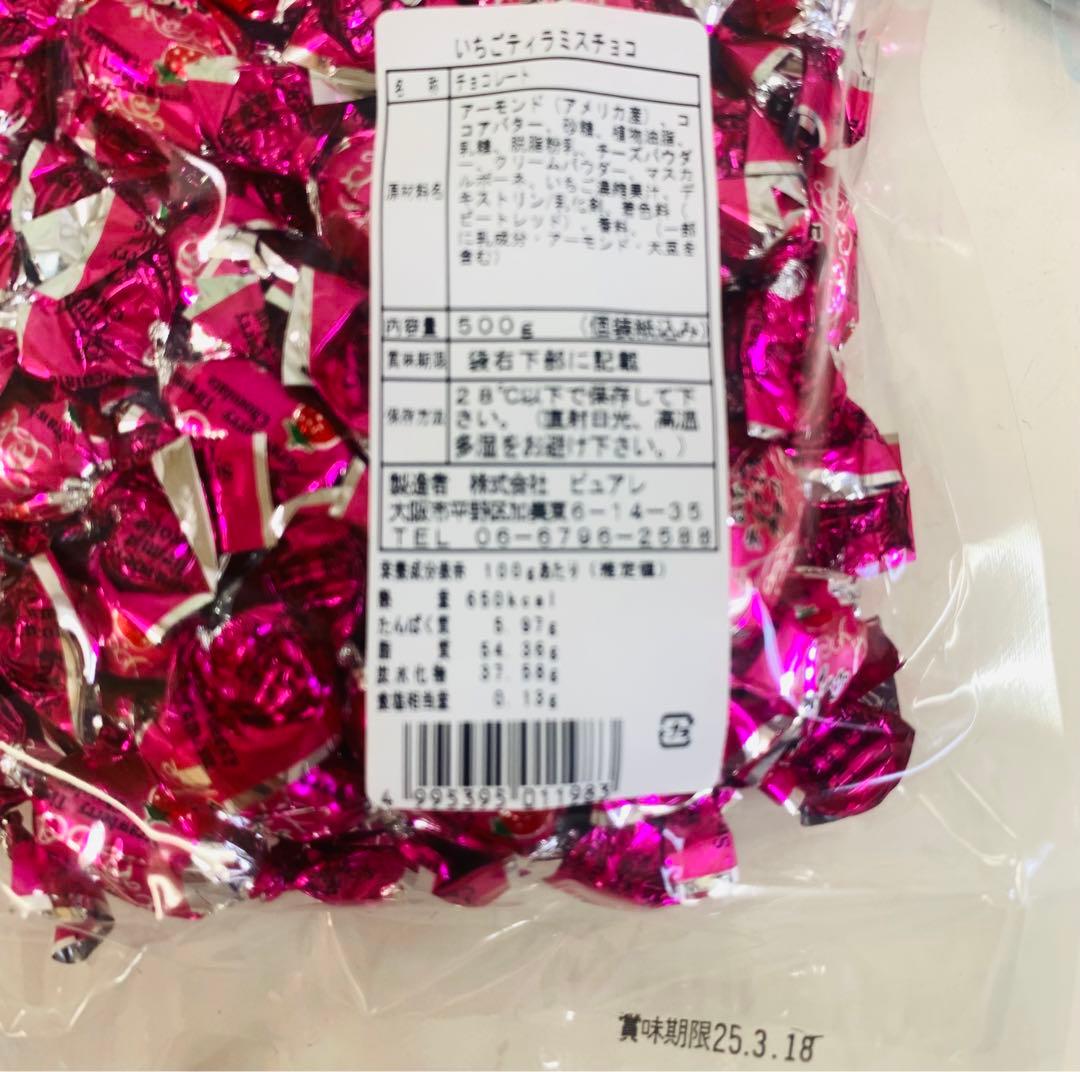 いちごティラミスチョコ
名 称 チョコレート
原材料名 アーモンド(アメリカ産)、コ
コアバター、砂糖、植物油脂、
乳糖、脱脂粉乳、チーズパウダ
ー、クリームパウダー、マスカ
ルポーネ、いちご濃縮果汁、デ
キストリン/乳化剤、着色料(
ビートレッド)、香料、(一部
に乳成分・アーモンド・大豆を
含む)
内容量 500g (個装紙込み)
賞味期限 袋右下部に記載
保存方法 28℃以下で保存して下
さい。(直射日光、高温
多湿をお避け下さい。)
製造者 株式会社 ピュアレ
大阪市平野区加美東6-14-35
TEL 06-6796-2588
栄養成分表示 100gあたり(推定値)
熱 量 650kcal
たんぱく質 5.97g
脂 質 54.36g
炭水化物 37.58g
食塩相当量 0.13g
プラ
4 995395 011983
賞味期限25.3.18